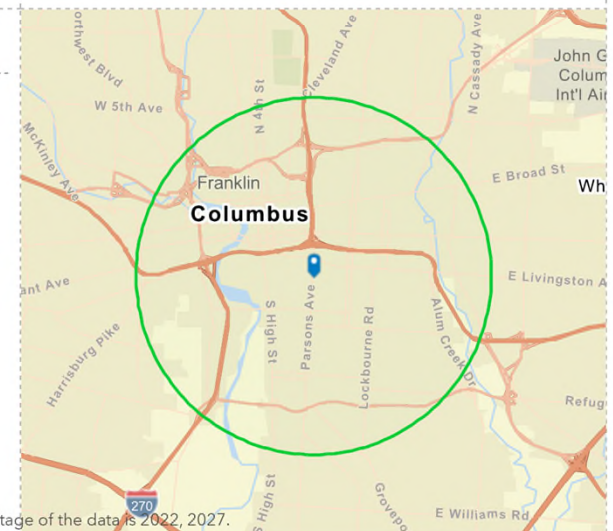 orthwest Blvd
Cleveland Ave
N Cassady Ave
John G
Colum
Int'l Air
N 4th St
W 5th Ave
McKinley Ave
E Broad St
Franklin
Wh
Columbus
E Livingston A
ant Ave
S High St
Parsons Ave
Lockbourne Rd
Alum Creek Dr
Harrisburg Pike
Refug
270
S High St
Grovepo
E Williams Rd
tage of the data is 2022, 2027.